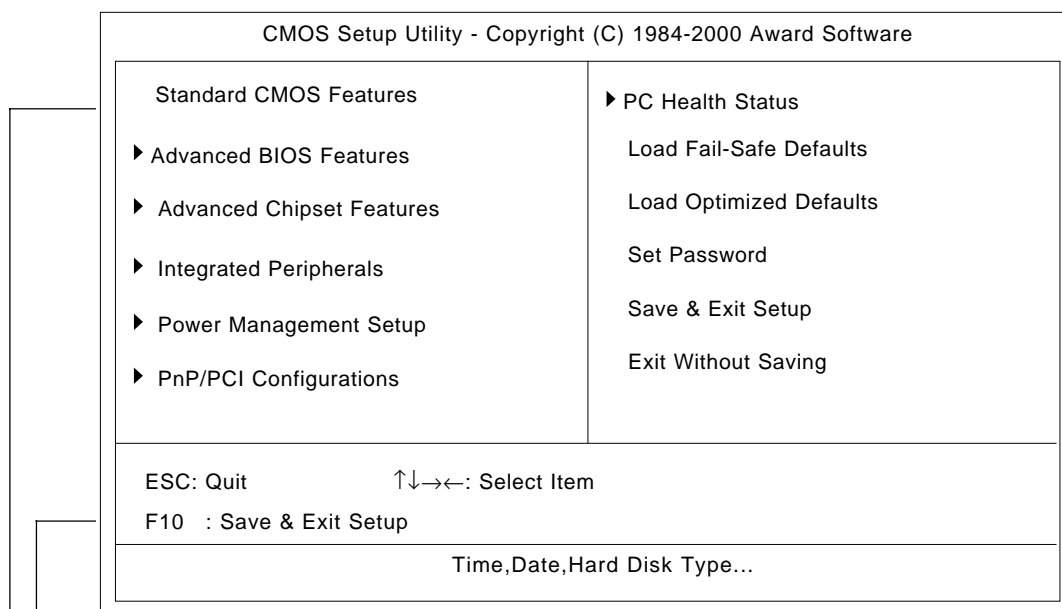 CMOS Setup Utility - Copyright (C) 1984-2000 Award Software
Standard CMOS Features
Advanced BIOS Features
Advanced Chipset Features
Integrated Peripherals
Power Management Setup
PnP/PCI Configurations
PC Health Status
Load Fail-Safe Defaults
Load Optimized Defaults
Set Password
Save & Exit Setup
Exit Without Saving
ESC: Quit ↑↓→←: Select Item
F10 : Save & Exit Setup
Time,Date,Hard Disk Type...